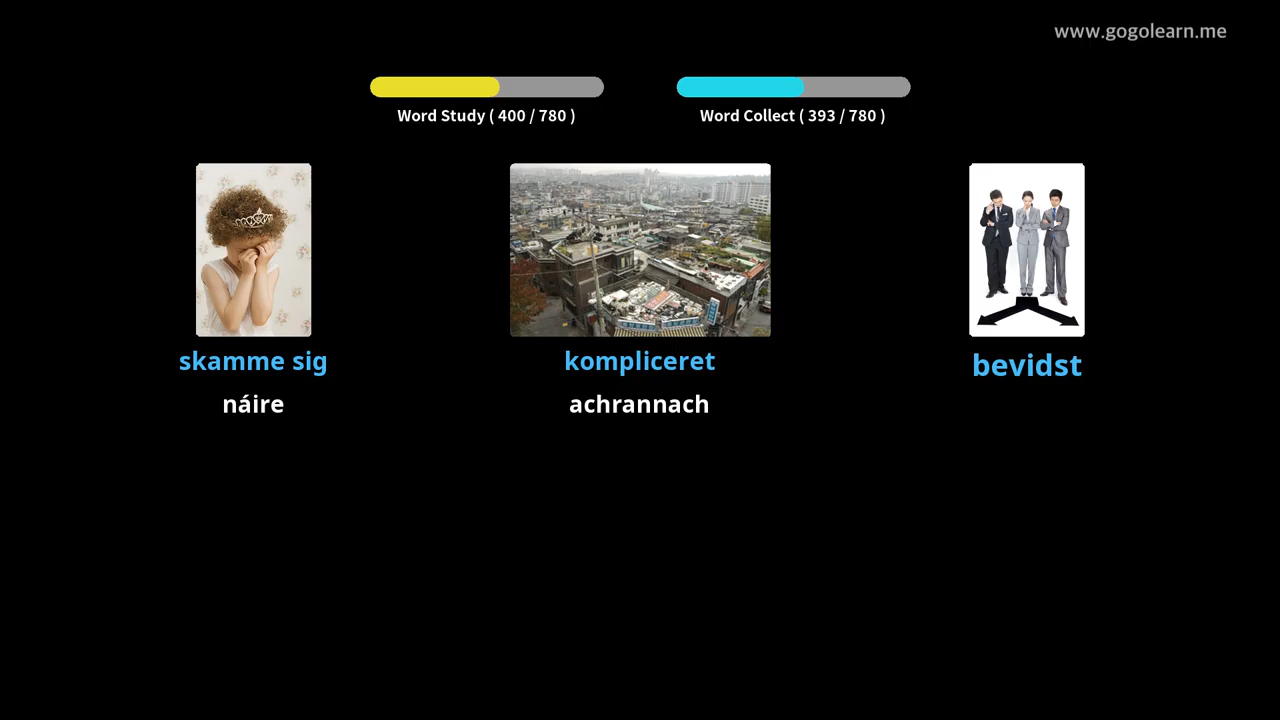 www.gogolearn.me
Word Study ( 400 / 780 )
Word Collect ( 393 / 780 )
skamme sig
kompliceret
bevidst
náire
achrannach